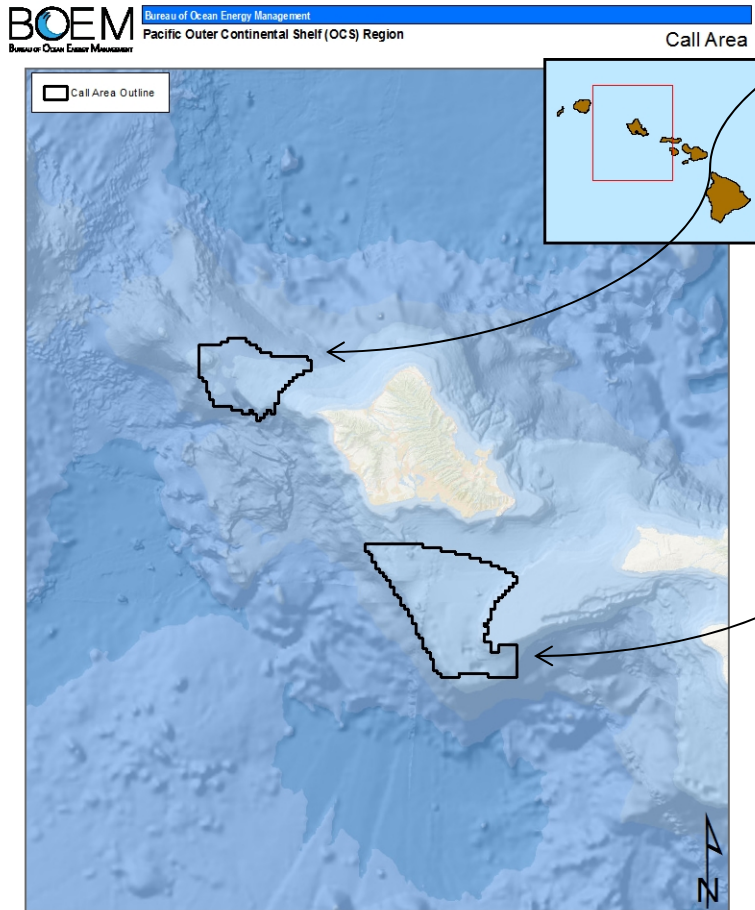 BOEM
BUREAU OF OCEAN ENERGY MANAGEMENT
Bureau of Ocean Energy Management
Pacific Outer Continental Shelf (OCS) Region
Call Area
Call Area Outline
N